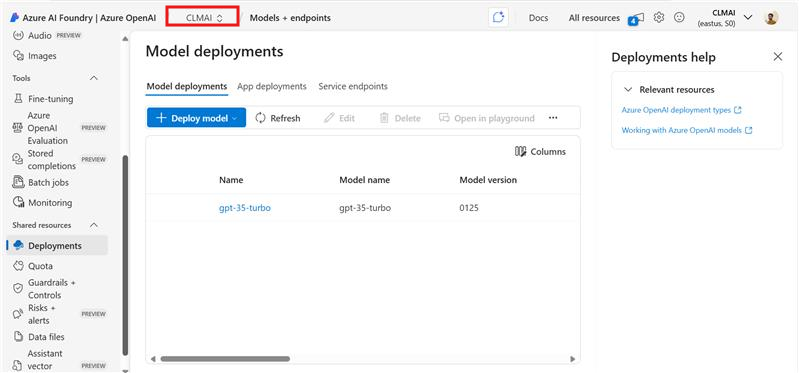 Azure AI Foundry | Azure OpenAI
CLMAI
/
Models + endpoints
Docs
All resources
4
CLMAI
(eastus, S0)
Audio PREVIEW
Images
Tools
Fine-tuning
Azure
OpenAI
Evaluation
PREVIEW
Stored
completions
PREVIEW
Batch jobs
Monitoring
Shared resources
Deployments
Quota
Guardrails +
Controls
Risks +
alerts
PREVIEW
Data files
Assistant
vector
PREVIEW
Model deployments
Model deployments
App deployments
Service endpoints
Deploy model
Refresh
Edit
Delete
Open in playground
...
Columns
Name
Model name
Model version
gpt-35-turbo
gpt-35-turbo
0125
Deployments help
Relevant resources
Azure OpenAI deployment types
Working with Azure OpenAI models